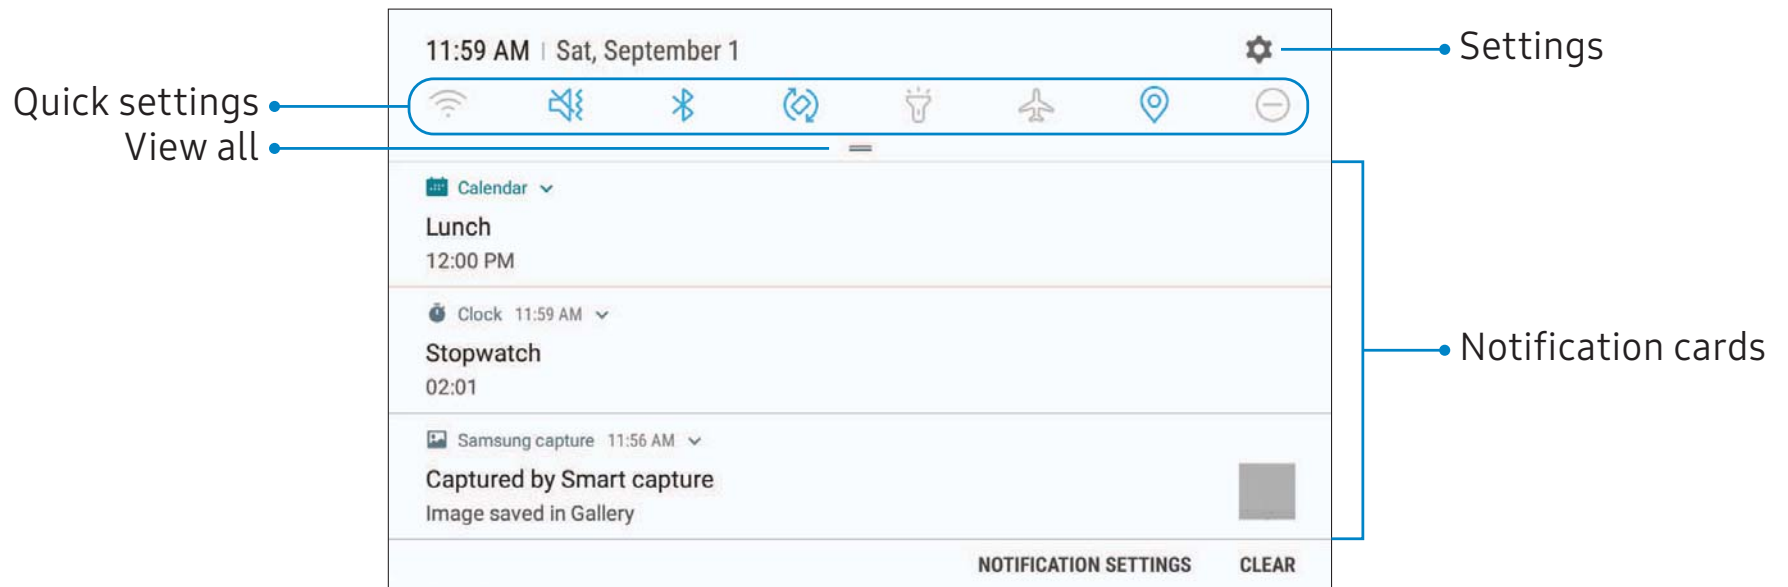 11:59 AM | Sat, September 1
Settings
Quick settings
View all
Calendar
Lunch
12:00 PM
Clock 11:59 AM
Stopwatch
02:01
Notification cards
Samsung capture 11:56 AM
Captured by Smart capture
Image saved in Gallery
NOTIFICATION SETTINGS CLEAR